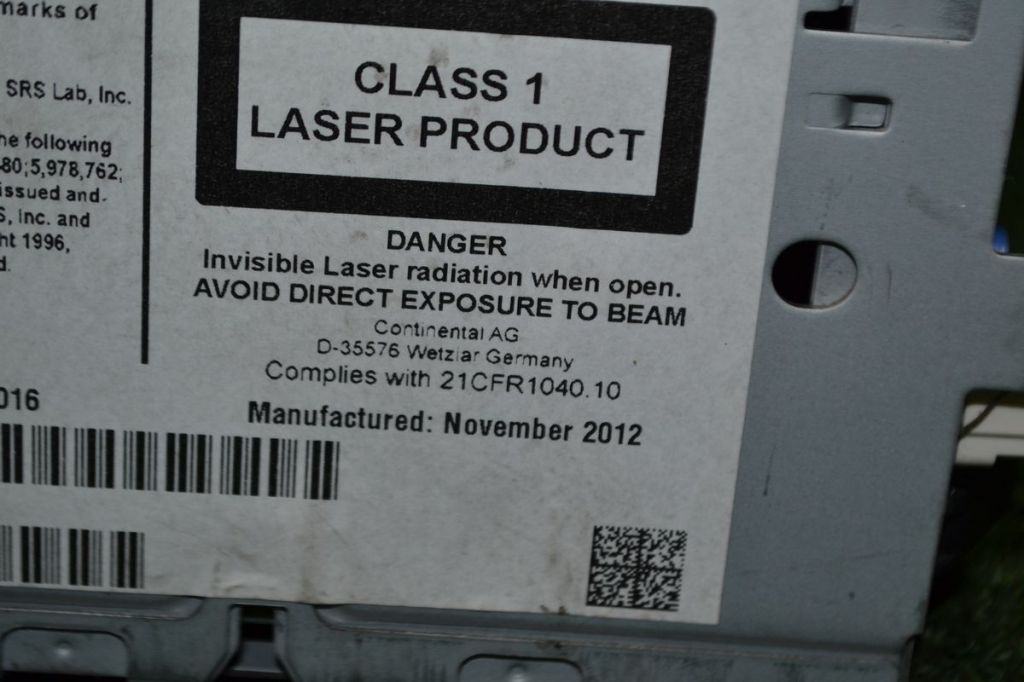 marks of
SRS Lab, Inc.
he following
80;5,978,762;
issued and
S, Inc. and
ht 1996,
d.
016
CLASS 1
LASER PRODUCT
DANGER
Invisible Laser radiation when open.
AVOID DIRECT EXPOSURE TO BEAM
Continental AG
D-35576 Wetzlar Germany
Complies with 21CFR1040.10
Manufactured: November 2012